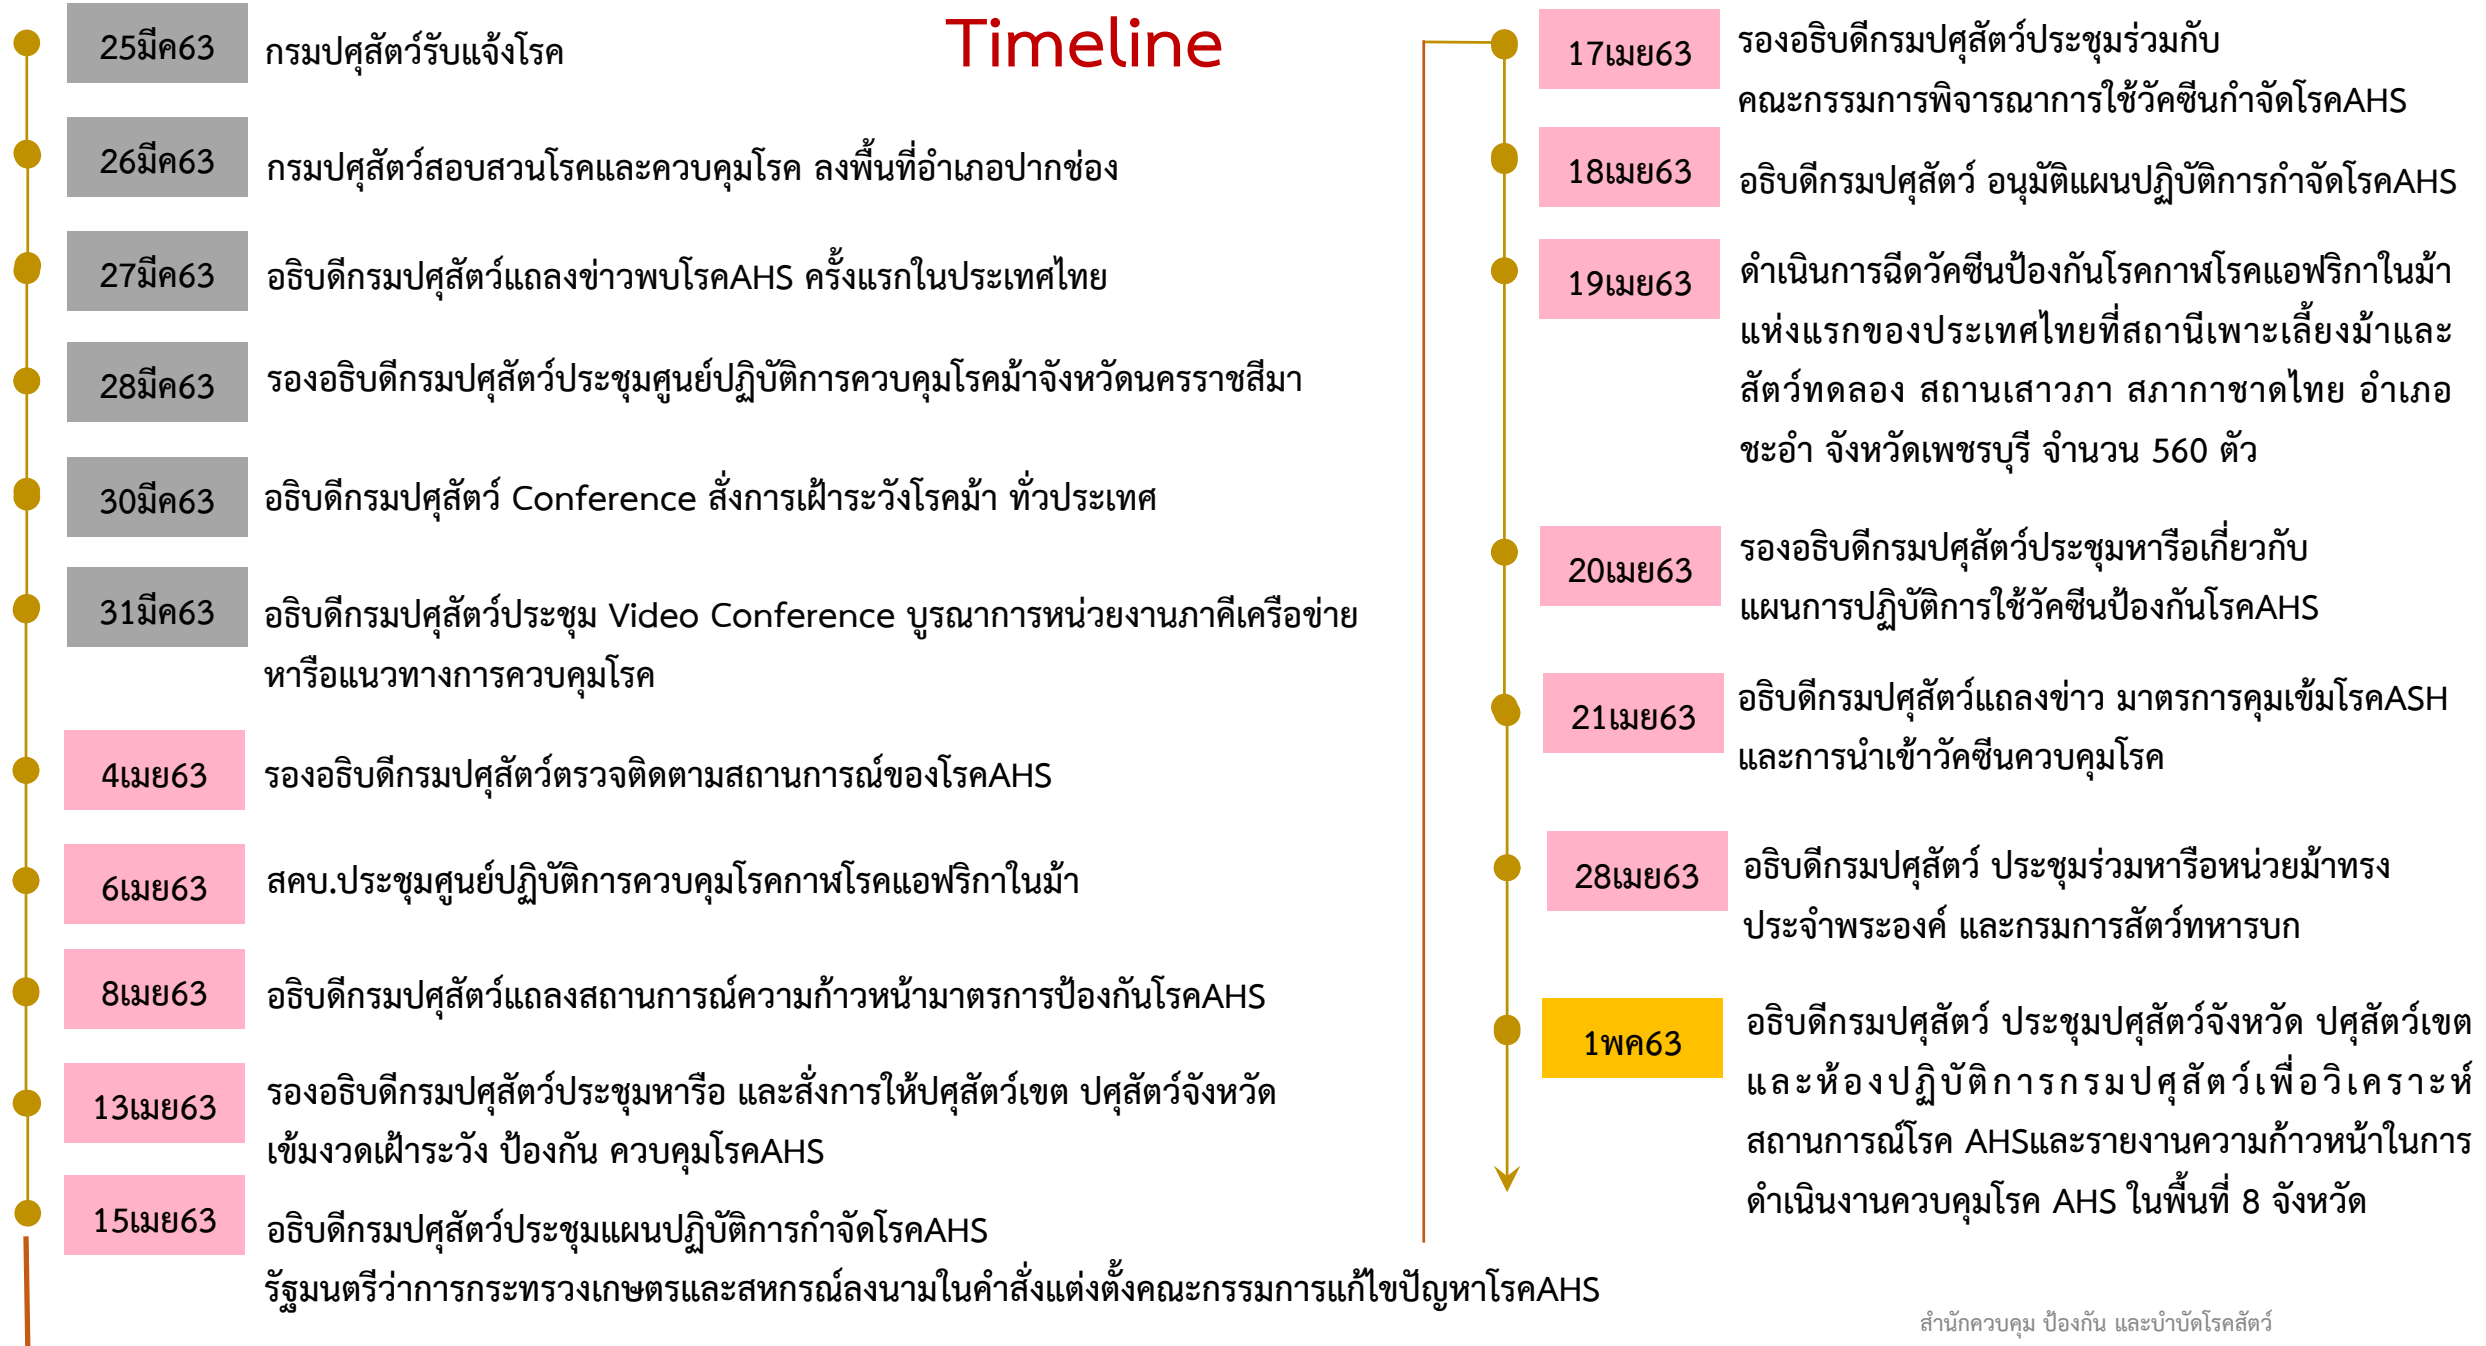 Timeline
25มีค63
กรมปศุสัตว์รับแจ้งโรค
26มีค63
กรมปศุสัตว์สอบสวนโรคและควบคุมโรค ลงพื้นที่อำเภอปากช่อง
27มีค63
อธิบดีกรมปศุสัตว์แถลงข่าวพบโรคAHS ครั้งแรกในประเทศไทย
28มีค63
รองอธิบดีกรมปศุสัตว์ประชุมศูนย์ปฏิบัติการควบคุมโรคม้าจังหวัดนครราชสีมา
30มีค63
อธิบดีกรมปศุสัตว์ Conference สั่งการเฝ้าระวังโรคม้า ทั่วประเทศ
31มีค63
อธิบดีกรมปศุสัตว์ประชุม Video Conference บูรณาการหน่วยงานภาคีเครือข่าย
หารือแนวทางการควบคุมโรค
4เมย63
รองอธิบดีกรมปศุสัตว์ตรวจติดตามสถานการณ์ของโรคAHS
6เมย63
สคบ.ประชุมศูนย์ปฏิบัติการควบคุมโรคกาฬโรคแอฟริกาในม้า
8เมย63
อธิบดีกรมปศุสัตว์แถลงสถานการณ์ความก้าวหน้ามาตรการป้องกันโรคAHS
13เมย63
รองอธิบดีกรมปศุสัตว์ประชุมหารือ และสั่งการให้ปศุสัตว์เขต ปศุสัตว์จังหวัด
เข้มงวดเฝ้าระวัง ป้องกัน ควบคุมโรคAHS
15เมย63
อธิบดีกรมปศุสัตว์ประชุมแผนปฏิบัติการกำจัดโรคAHS
รัฐมนตรีว่าการกระทรวงเกษตรและสหกรณ์ลงนามในคำสั่งแต่งตั้งคณะกรรมการแก้ไขปัญหาโรคAHS
17เมย63
รองอธิบดีกรมปศุสัตว์ประชุมร่วมกับ
คณะกรรมการพิจารณาการใช้วัคซีนกำจัดโรคAHS
18เมย63
อธิบดีกรมปศุสัตว์ อนุมัติแผนปฏิบัติการกำจัดโรคAHS
19เมย63
ดำเนินการฉีดวัคซีนป้องกันโรคกาฬโรคแอฟริกาในม้า
แห่งแรกของประเทศไทยที่สถานีเพาะเลี้ยงม้าและ
สัตว์ทดลอง สถานเสาวภา สภากาชาดไทย อำเภอ
ชะอำ จังหวัดเพชรบุรี จำนวน 560 ตัว
20เมย63
รองอธิบดีกรมปศุสัตว์ประชุมหารือเกี่ยวกับ
แผนการปฏิบัติการใช้วัคซีนป้องกันโรคAHS
21เมย63
อธิบดีกรมปศุสัตว์แถลงข่าว มาตรการคุมเข้มโรคASH
และการนำเข้าวัคซีนควบคุมโรค
28เมย63
อธิบดีกรมปศุสัตว์ ประชุมร่วมหารือหน่วยม้าทรง
ประจำพระองค์ และกรมการสัตว์ทหารบก
1พค63
อธิบดีกรมปศุสัตว์ ประชุมปศุสัตว์จังหวัด ปศุสัตว์เขต
และห้องปฏิบัติการกรมปศุสัตว์เพื่อวิเคราะห์
สถานการณ์โรค AHSและรายงานความก้าวหน้าในการ
ดำเนินงานควบคุมโรค AHS ในพื้นที่ 8 จังหวัด
สำนักควบคุม ป้องกัน และบำบัดโรคสัตว์